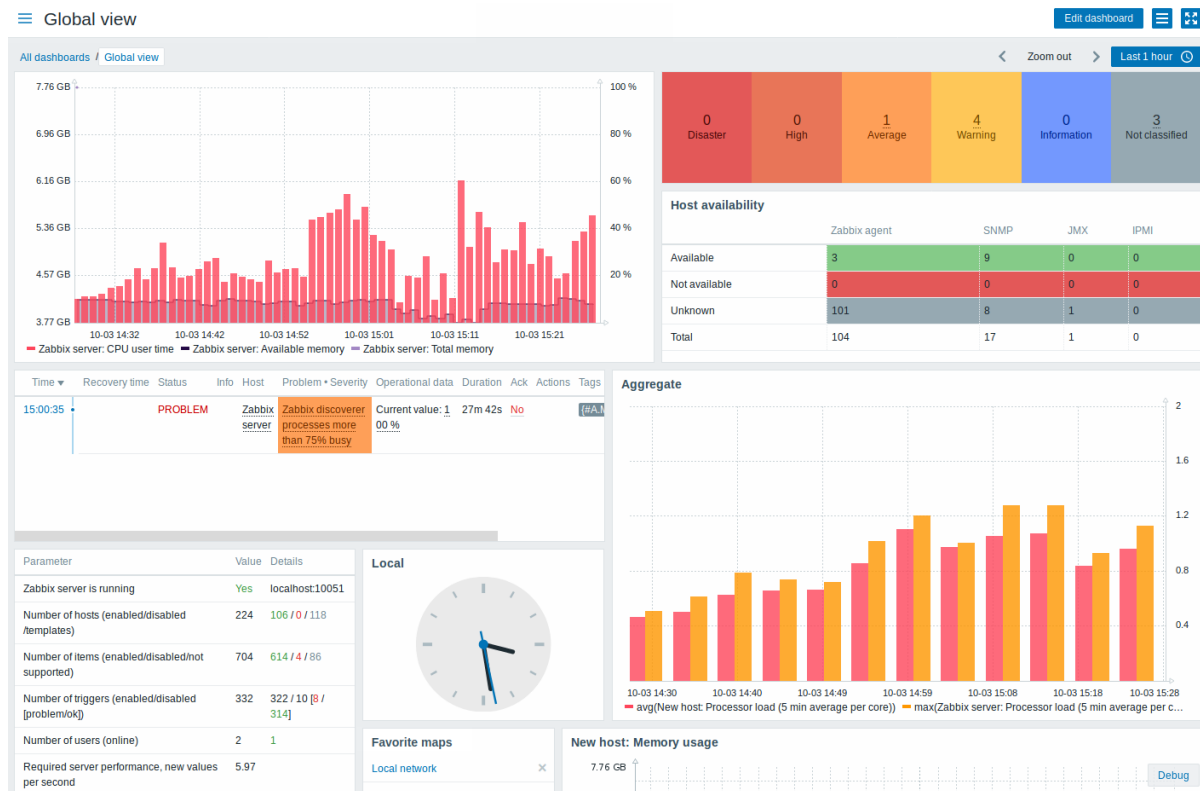 Global view
Edit dashboard
All dashboards / Global view
Zoom out
Last 1 hour
7.76 GB
6.96 GB
6.16 GB
5.36 GB
4.57 GB
3.77 GB
100 %
80 %
60 %
40 %
20 %
10-03 14:32 10-03 14:42 10-03 14:52 10-03 15:01 10-03 15:11 10-03 15:21
Zabbix server: CPU user time Zabbix server: Available memory Zabbix server: Total memory
0 0 1 4 0 3
Disaster High Average Warning Information Not classified
Host availability
Zabbix agent SNMP JMX IPMI
Available 3 9 0 0
Not available 0 0 0 0
Unknown 101 8 1 0
Total 104 17 1 0
Time Recovery time Status Info Host Problem • Severity Operational data Duration Ack Actions Tags
15:00:35 PROBLEM Zabbix Zabbix discoverer Current value: 1 27m 42s No {#A.M
server processes more 00 %
than 75% busy
Aggregate
2
1.6
1.2
0.8
0.4
10-03 14:30 10-03 14:40 10-03 14:49 10-03 14:59 10-03 15:08 10-03 15:18 10-03 15:28
avg(New host: Processor load (5 min average per core)) max(Zabbix server: Processor load (5 min average per c...
Parameter Value Details
Zabbix server is running Yes localhost:10051
Number of hosts (enabled/disabled 224 106 / 0 / 118
/templates)
Number of items (enabled/disabled/not 704 614 / 4 / 86
supported)
Number of triggers (enabled/disabled 332 322 / 10 [8 /
[problem/ok]) 314]
Number of users (online) 2 1
Required server performance, new values 5.97
per second
Local
Favorite maps
Local network
New host: Memory usage
7.76 GB
Debug